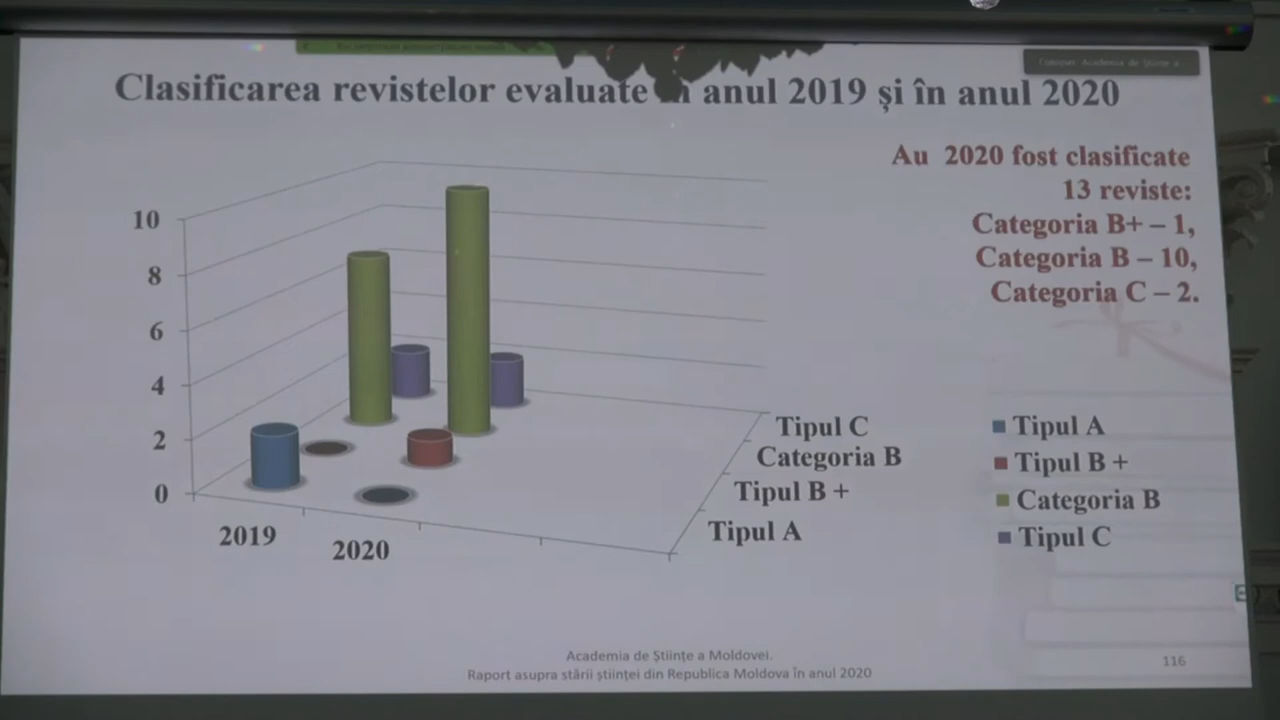 Clasificarea revistelor evaluate în anul 2019 și în anul 2020
Au 2020 fost clasificate
13 reviste:
Categoria B+ – 1,
Categoria B – 10,
Categoria C – 2.
10
8
6
4
2
0
2019
2020
Tipul C
Categoria B
Tipul B +
Tipul A
Tipul A
Tipul B +
Categoria B
Tipul C
Academia de Științe a Moldovei.
Raport asupra stării științei din Republica Moldova în anul 2020
116